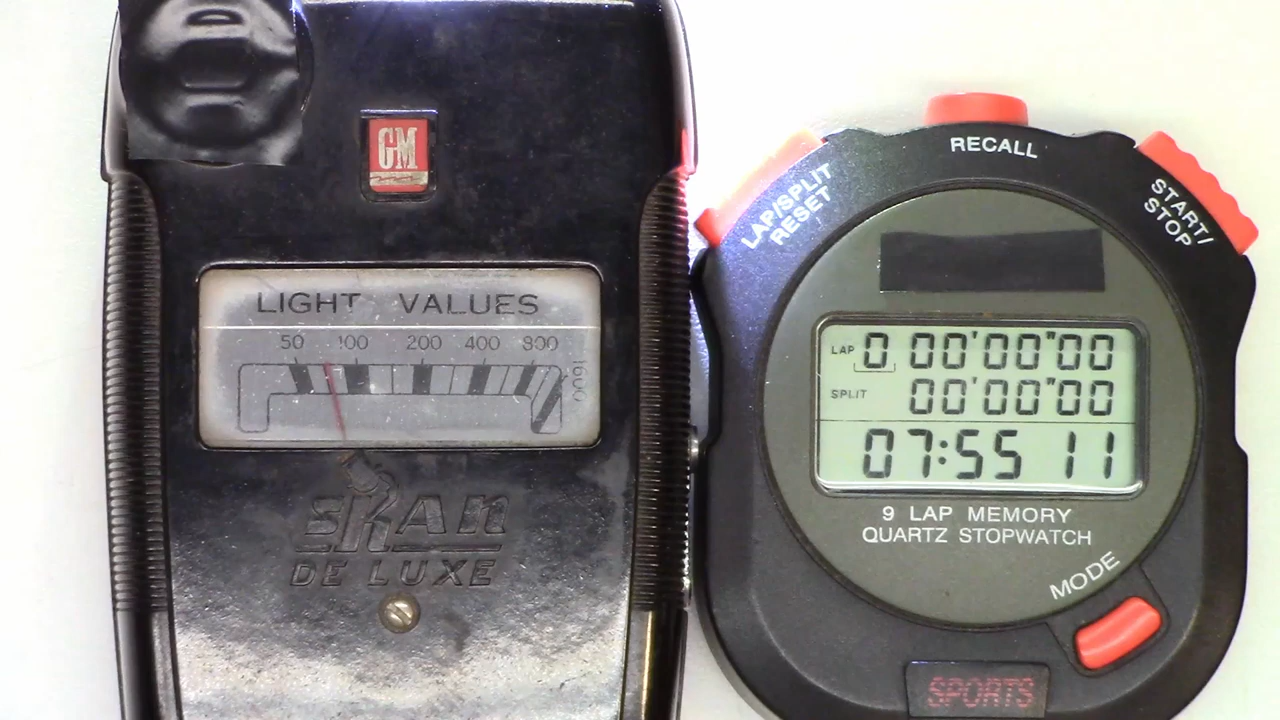 GM
LIGHT VALUES
50 100 200 400 800
1600
SKAN
DE LUXE
RECALL
LAP/SPLIT
RESET
START/
STOP
LAP 0 00'00"00
SPLIT 00'00"00
07:55 11
9 LAP MEMORY
QUARTZ STOPWATCH
MODE
SPORTS